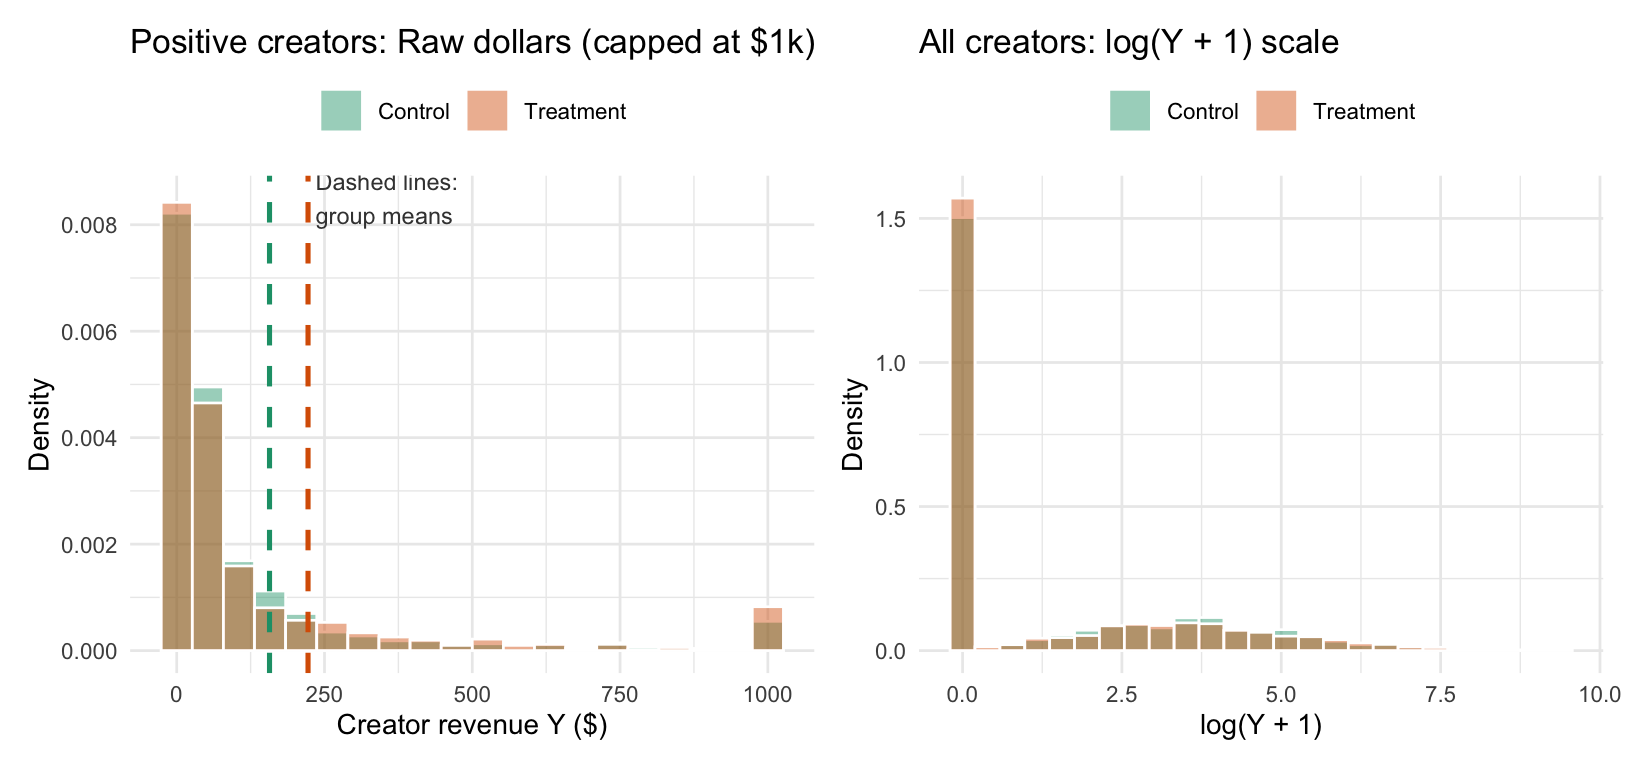 Positive creators: Raw dollars (capped at $1k)
Control
Treatment
Dashed lines:
group means
0.008
0.006
0.004
0.002
0.000
Density
0
250
500
750
1000
Creator revenue Y ($)
All creators: log(Y + 1) scale
Control
Treatment
1.5
1.0
0.5
0.0
Density
0.0
2.5
5.0
7.5
10.0
log(Y + 1)